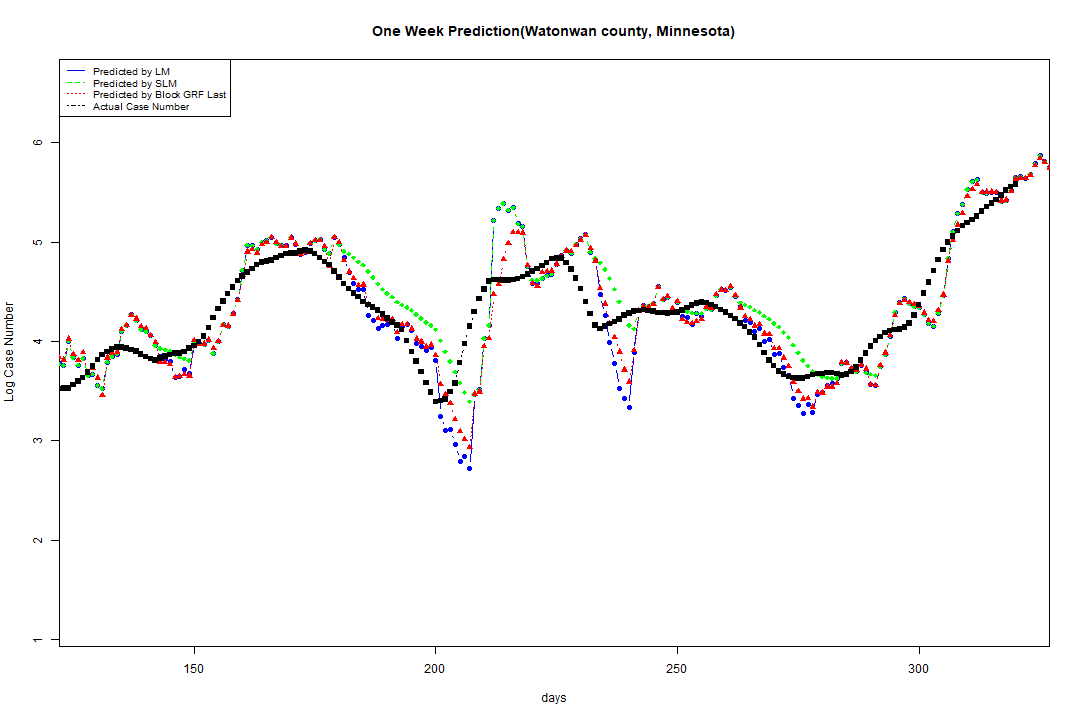 One Week Prediction(Watonwan county, Minnesota)
Predicted by LM
Predicted by SLM
Predicted by Block GRF Last
Actual Case Number
Log Case Number
6
5
4
3
2
1
150
200
250
300
days